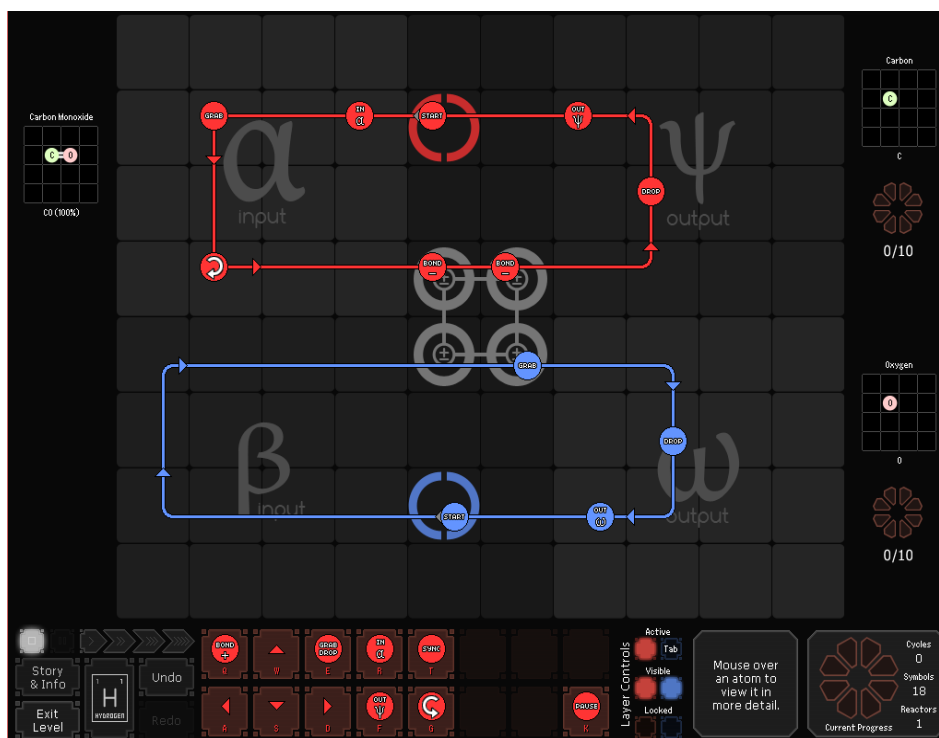 Carbon Monoxide
C O
CO (100%)
α
input
Ψ
output
β
input
ω
output
GRAB
IN
α
START
OUT
Ψ
DROP
BOND
-
BOND
-
±
±
±
±
GRAB
DROP
START
OUT
ω
Carbon
C
C
0/10
Oxygen
O
O
0/10
Story
& Info
Exit
Level
1 1
H
HYDROGEN
Undo
Redo
BOND
+
Q
W
GRAB
DROP
E
IN
α
R
SYNC
T
A
S
D
OUT
Ψ
F
G
PAUSE
K
Layer Controls
Active
Tab
Visible
Locked
Mouse over
an atom to
view it in
more detail.
Cycles
0
Symbols
18
Reactors
1
Current Progress